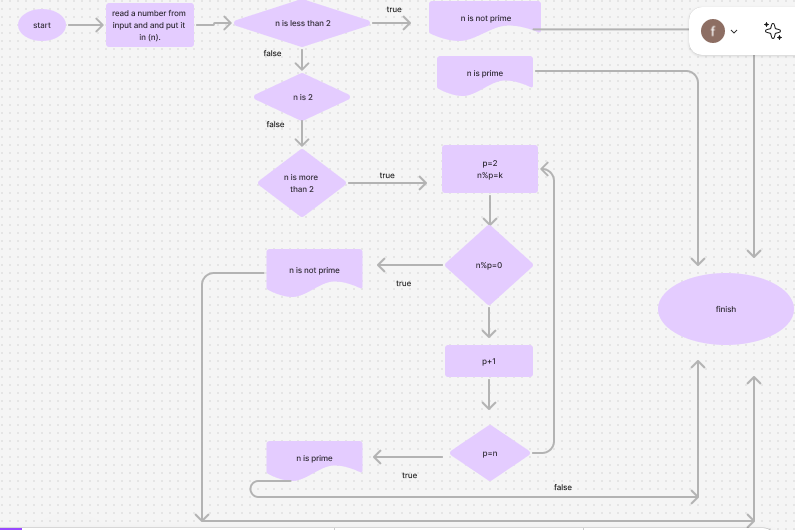 true
start
read a number from
input and and put it
in (n).
n is less than 2
n is not prime
f
false
n is prime
n is 2
false
n is more
than 2
true
p=2
n%p=k
n is not prime
true
n%p=0
finish
p+1
n is prime
p=n
true
false